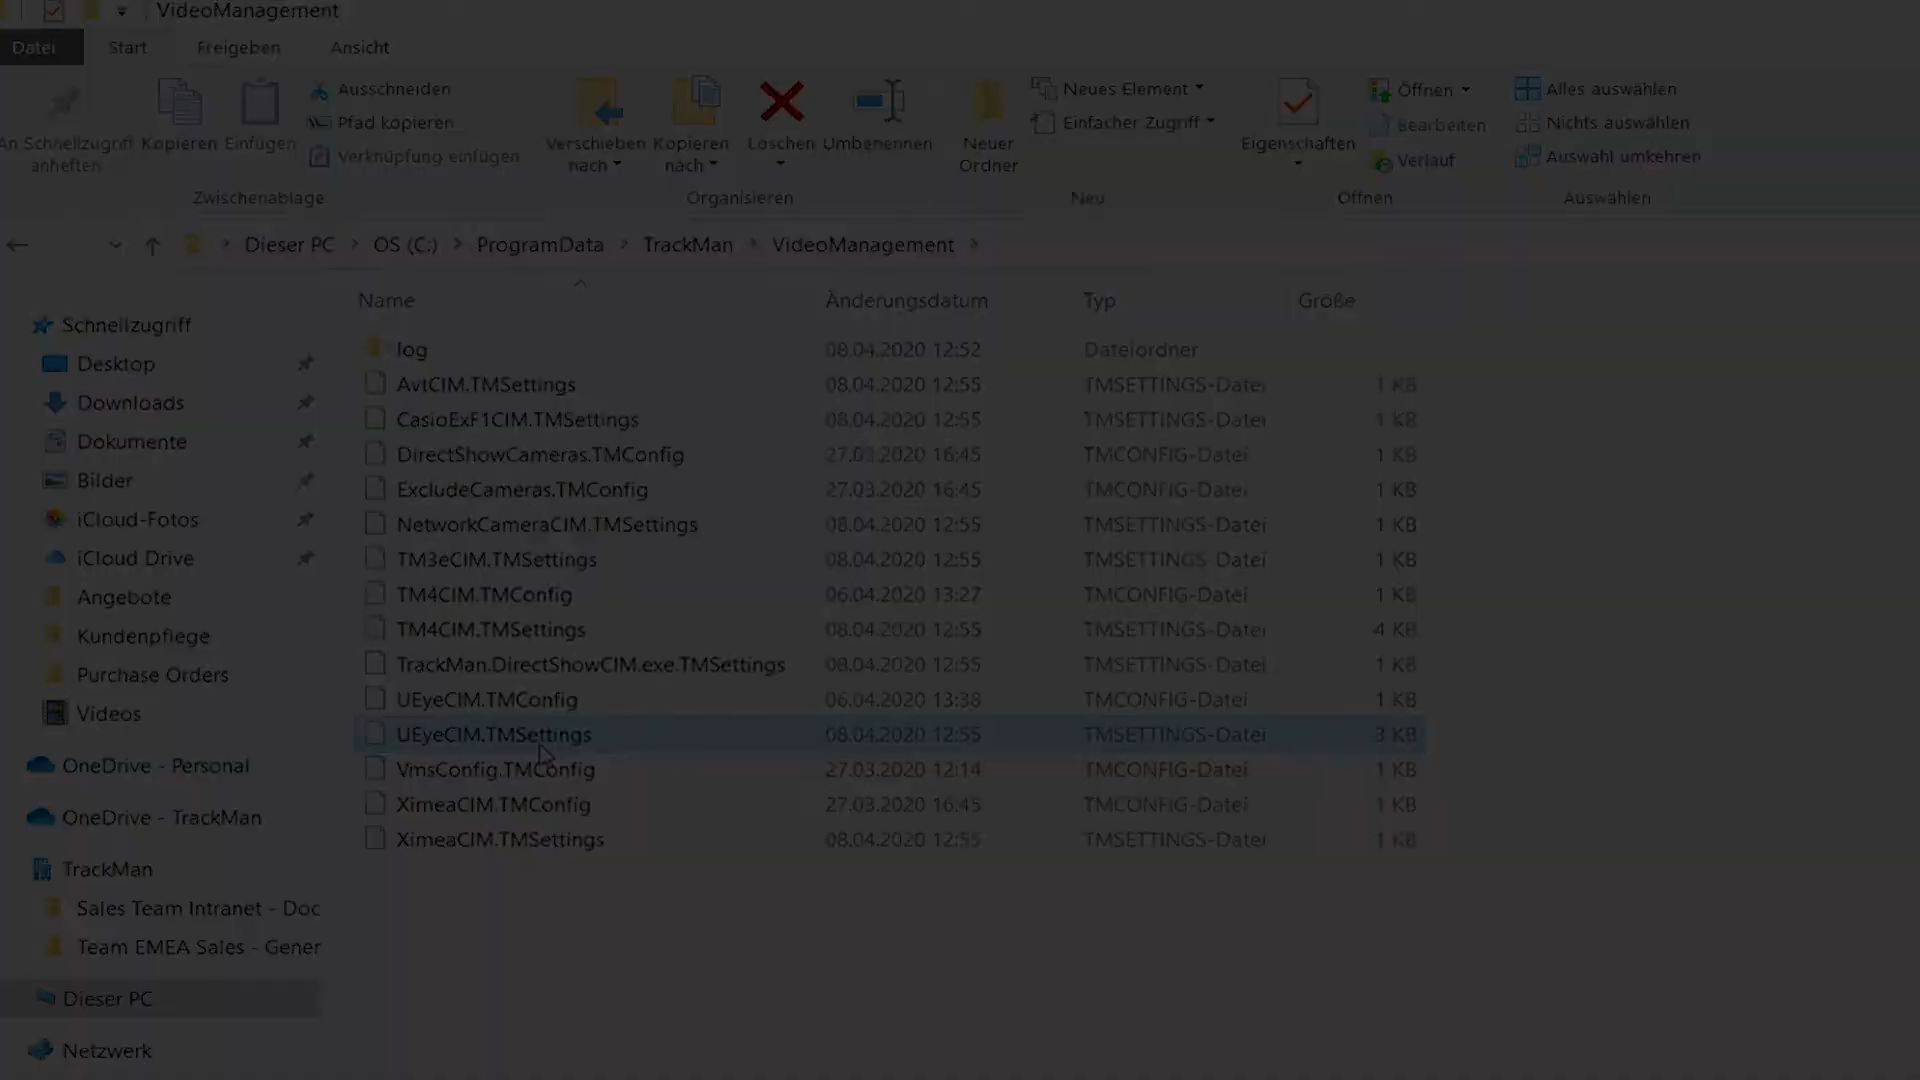 VideoManagement
Datei Start Freigeben Ansicht
An Schnellzugriff anheften
Kopieren
Einfügen
Ausschneiden
Pfad kopieren
Verknüpfung einfügen
Zwischenablage
Verschieben nach
Kopieren nach
Löschen
Umbenennen
Organisieren
Neuer Ordner
Neues Element
Einfacher Zugriff
Neu
Eigenschaften
Öffnen
Bearbeiten
Verlauf
Öffnen
Alles auswählen
Nichts auswählen
Auswahl umkehren
Auswählen
Dieser PC > OS (C:) > ProgramData > TrackMan > VideoManagement >
Schnellzugriff
Desktop
Downloads
Dokumente
Bilder
iCloud-Fotos
iCloud Drive
Angebote
Kundenpflege
Purchase Orders
Videos
OneDrive - Personal
OneDrive - TrackMan
TrackMan
Sales Team Intranet - Doc
Team EMEA Sales - Gener
Dieser PC
Netzwerk
Name Änderungsdatum Typ Größe
log 08.04.2020 12:52 Dateiordner
AvtCIM.TMSettings 08.04.2020 12:55 TMSETTINGS-Datei 1 KB
CasioExF1CIM.TMSettings 08.04.2020 12:55 TMSETTINGS-Datei 1 KB
DirectShowCameras.TMConfig 27.03.2020 16:45 TMCONFIG-Datei 1 KB
ExcludeCameras.TMConfig 27.03.2020 16:45 TMCONFIG-Datei 1 KB
NetworkCameraCIM.TMSettings 08.04.2020 12:55 TMSETTINGS-Datei 1 KB
TM3eCIM.TMSettings 08.04.2020 12:55 TMSETTINGS-Datei 1 KB
TM4CIM.TMConfig 06.04.2020 13:27 TMCONFIG-Datei 1 KB
TM4CIM.TMSettings 08.04.2020 12:55 TMSETTINGS-Datei 4 KB
TrackMan.DirectShowCIM.exe.TMSettings 08.04.2020 12:55 TMSETTINGS-Datei 1 KB
UEyeCIM.TMConfig 06.04.2020 13:38 TMCONFIG-Datei 1 KB
UEyeCIM.TMSettings 08.04.2020 12:55 TMSETTINGS-Datei 3 KB
VmsConfig.TMConfig 27.03.2020 12:14 TMCONFIG-Datei 1 KB
XimeaCIM.TMConfig 27.03.2020 16:45 TMCONFIG-Datei 1 KB
XimeaCIM.TMSettings 08.04.2020 12:55 TMSETTINGS-Datei 1 KB